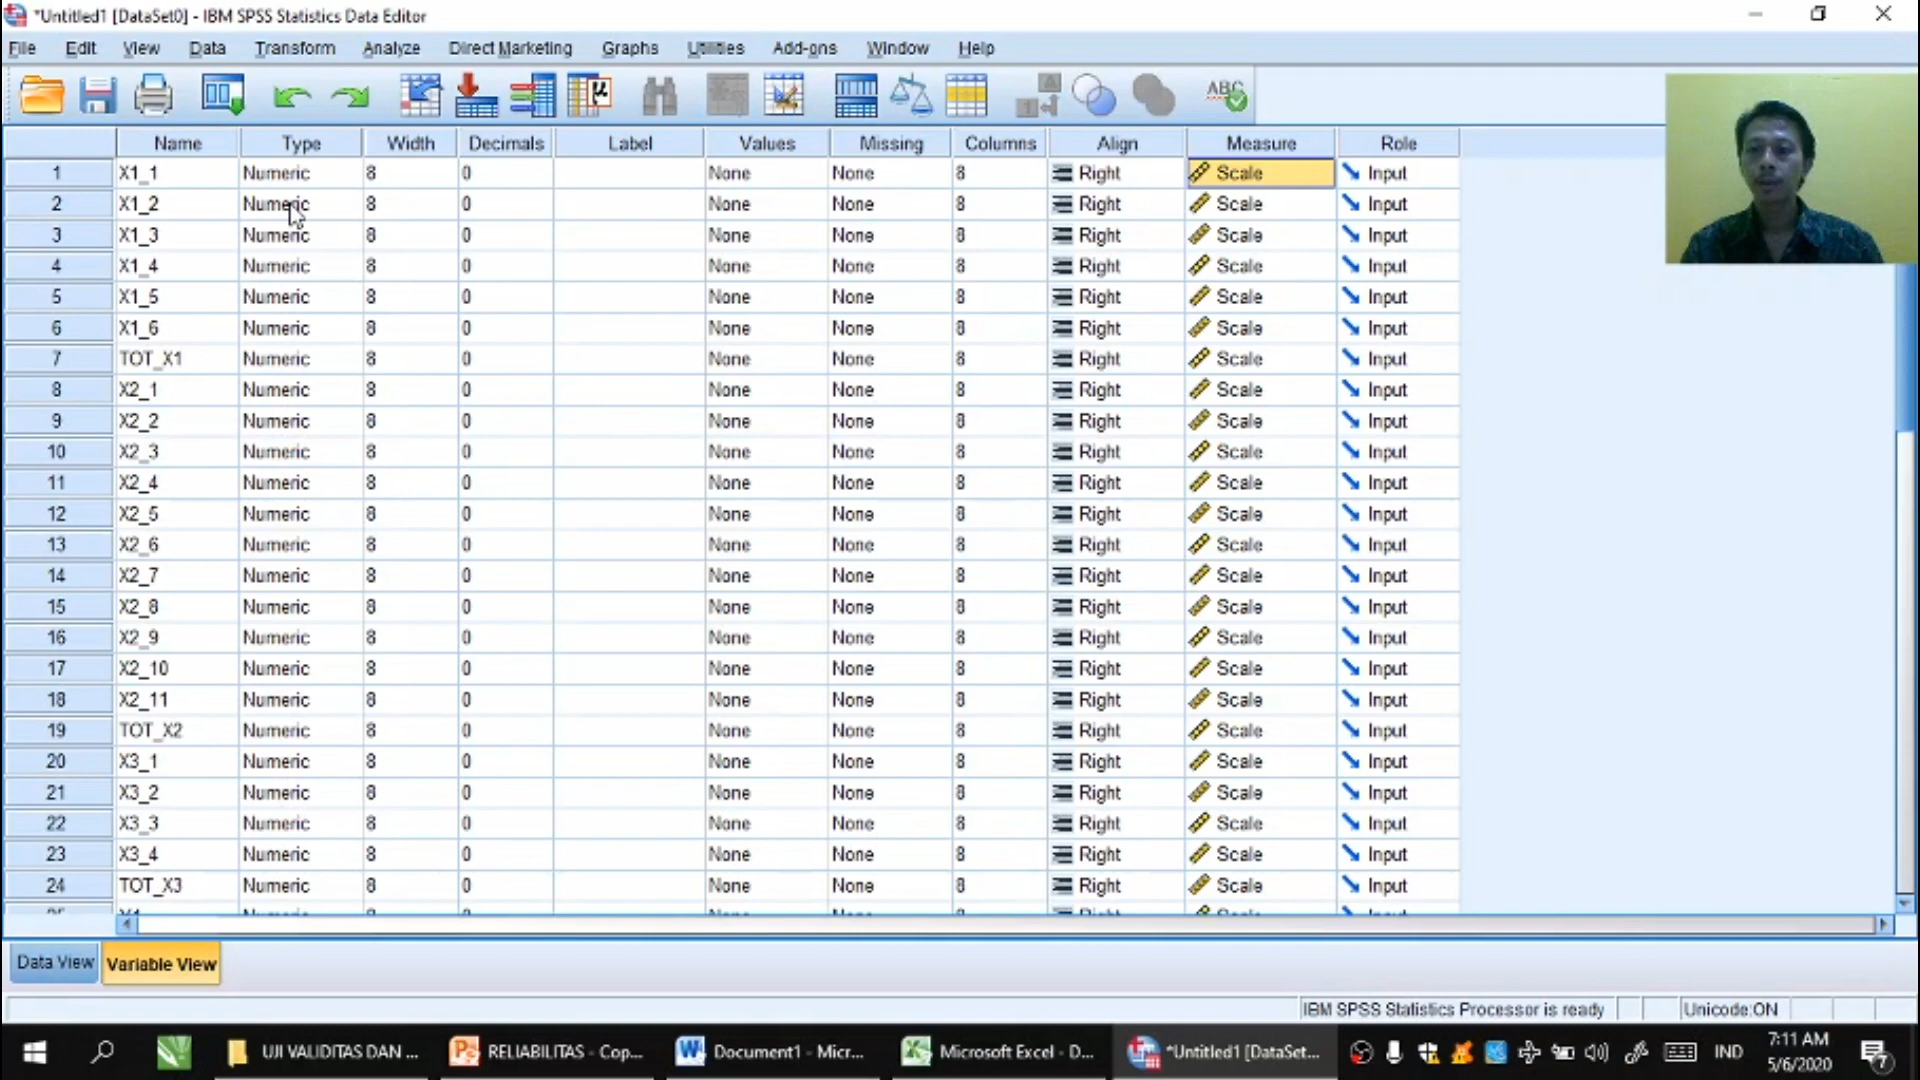 *Untitled1 [DataSet0] - IBM SPSS Statistics Data Editor
File Edit View Data Transform Analyze Direct Marketing Graphs Utilities Add-ons Window Help
Name Type Width Decimals Label Values Missing Columns Align Measure Role
1 X1_1 Numeric 8 0 None None 8 Right Scale Input
2 X1_2 Numeric 8 0 None None 8 Right Scale Input
3 X1_3 Numeric 8 0 None None 8 Right Scale Input
4 X1_4 Numeric 8 0 None None 8 Right Scale Input
5 X1_5 Numeric 8 0 None None 8 Right Scale Input
6 X1_6 Numeric 8 0 None None 8 Right Scale Input
7 TOT_X1 Numeric 8 0 None None 8 Right Scale Input
8 X2_1 Numeric 8 0 None None 8 Right Scale Input
9 X2_2 Numeric 8 0 None None 8 Right Scale Input
10 X2_3 Numeric 8 0 None None 8 Right Scale Input
11 X2_4 Numeric 8 0 None None 8 Right Scale Input
12 X2_5 Numeric 8 0 None None 8 Right Scale Input
13 X2_6 Numeric 8 0 None None 8 Right Scale Input
14 X2_7 Numeric 8 0 None None 8 Right Scale Input
15 X2_8 Numeric 8 0 None None 8 Right Scale Input
16 X2_9 Numeric 8 0 None None 8 Right Scale Input
17 X2_10 Numeric 8 0 None None 8 Right Scale Input
18 X2_11 Numeric 8 0 None None 8 Right Scale Input
19 TOT_X2 Numeric 8 0 None None 8 Right Scale Input
20 X3_1 Numeric 8 0 None None 8 Right Scale Input
21 X3_2 Numeric 8 0 None None 8 Right Scale Input
22 X3_3 Numeric 8 0 None None 8 Right Scale Input
23 X3_4 Numeric 8 0 None None 8 Right Scale Input
24 TOT_X3 Numeric 8 0 None None 8 Right Scale Input
Data View Variable View
IBM SPSS Statistics Processor is ready Unicode:ON
UJI VALIDITAS DAN ... RELIABILITAS - Cop... Document1 - Micr... Microsoft Excel - D... *Untitled1 [DataSet... IND 7:11 AM
5/6/2020